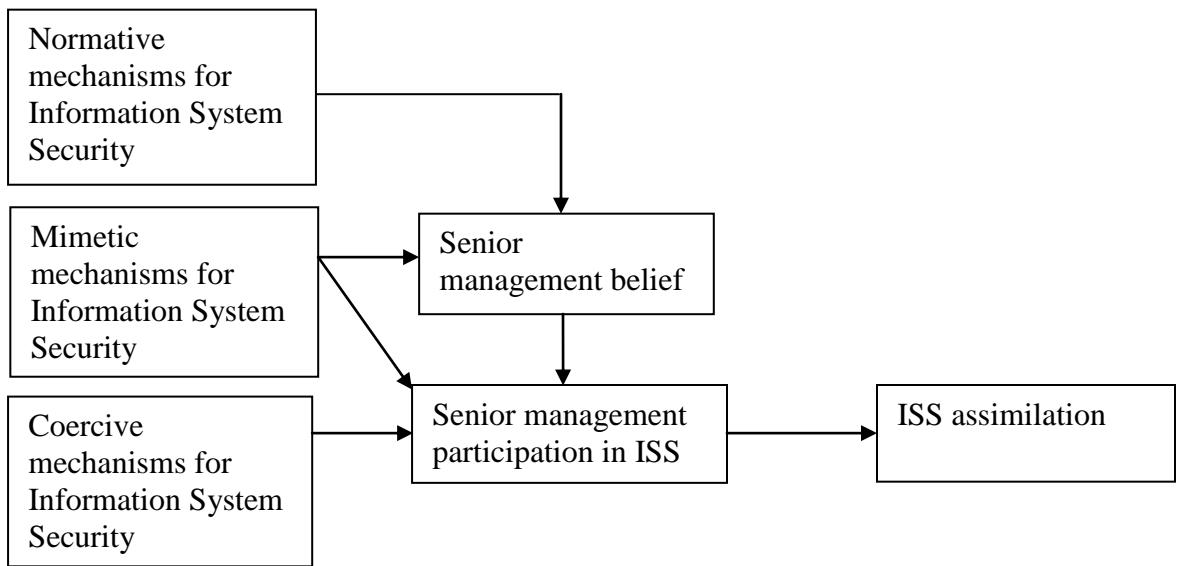 Normative
mechanisms for
Information System
Security
Mimetic
mechanisms for
Information System
Security
Coercive
mechanisms for
Information System
Security
Senior
management belief
Senior management
participation in ISS
ISS assimilation